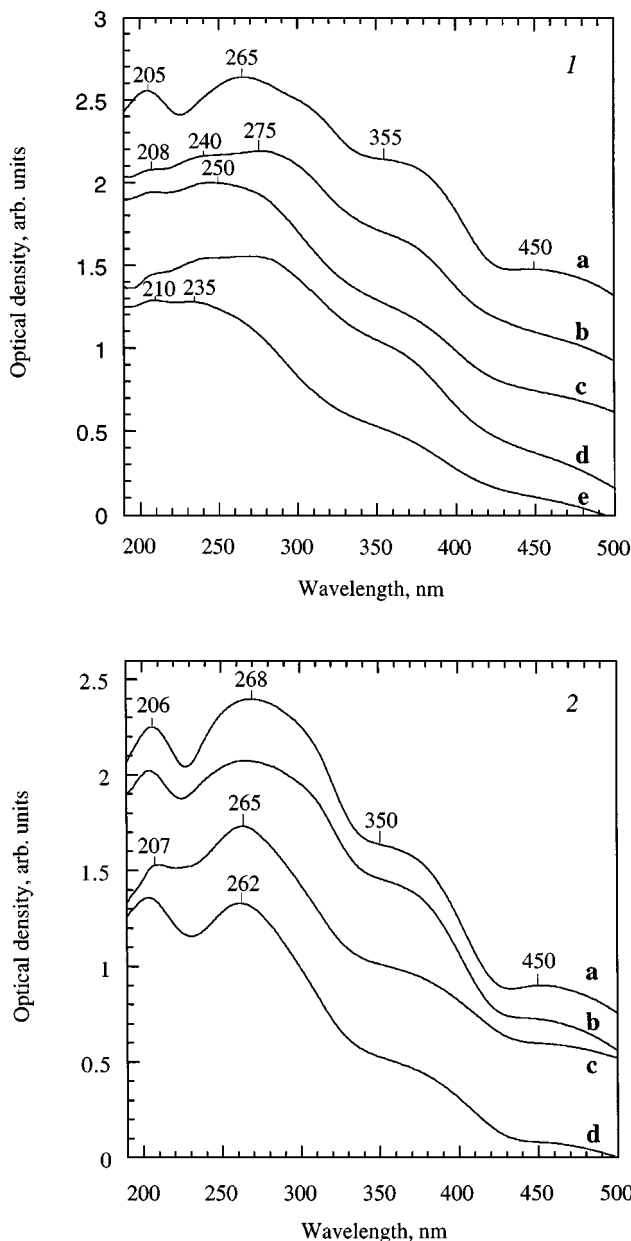 3
1
265
205
2.5
355
275
240
208
2
250
450
a
1.5
210 235
b
1
c
0.5
d
e
0
200 250 300 350 400 450 500
Wavelength, nm
Optical density, arb. units
2.5
268
2
206
2
350
265
207
1.5
262
450
a
1
b
c
0.5
d
0
200 250 300 350 400 450 500
Wavelength, nm
Optical density, arb. units